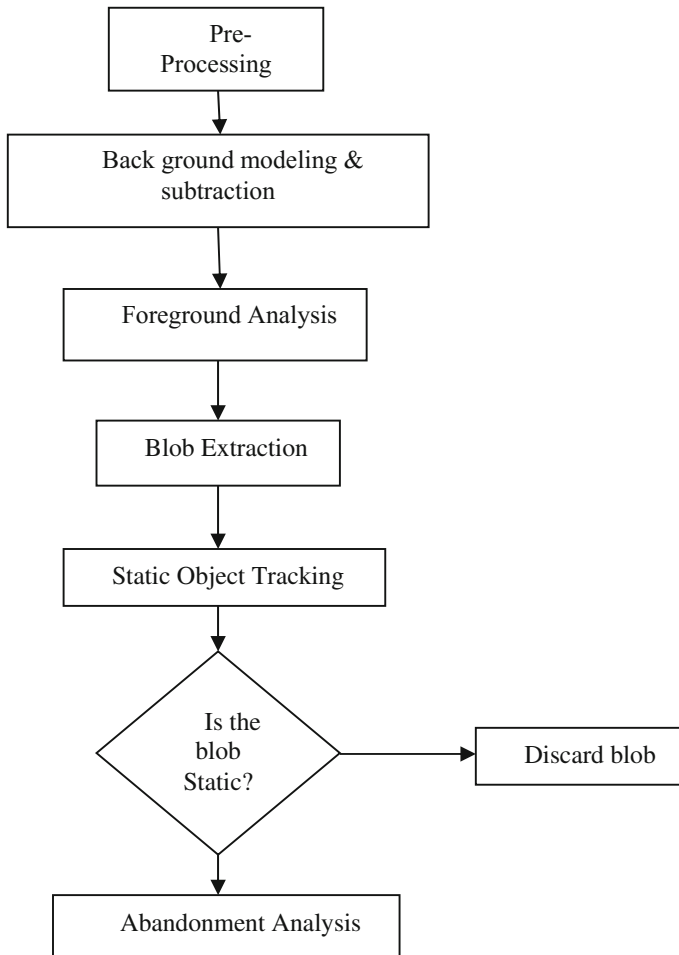 Pre-
Processing
Back ground modeling &
subtraction
Foreground Analysis
Blob Extraction
Static Object Tracking
Is the
blob
Static?
Discard blob
Abandonment Analysis